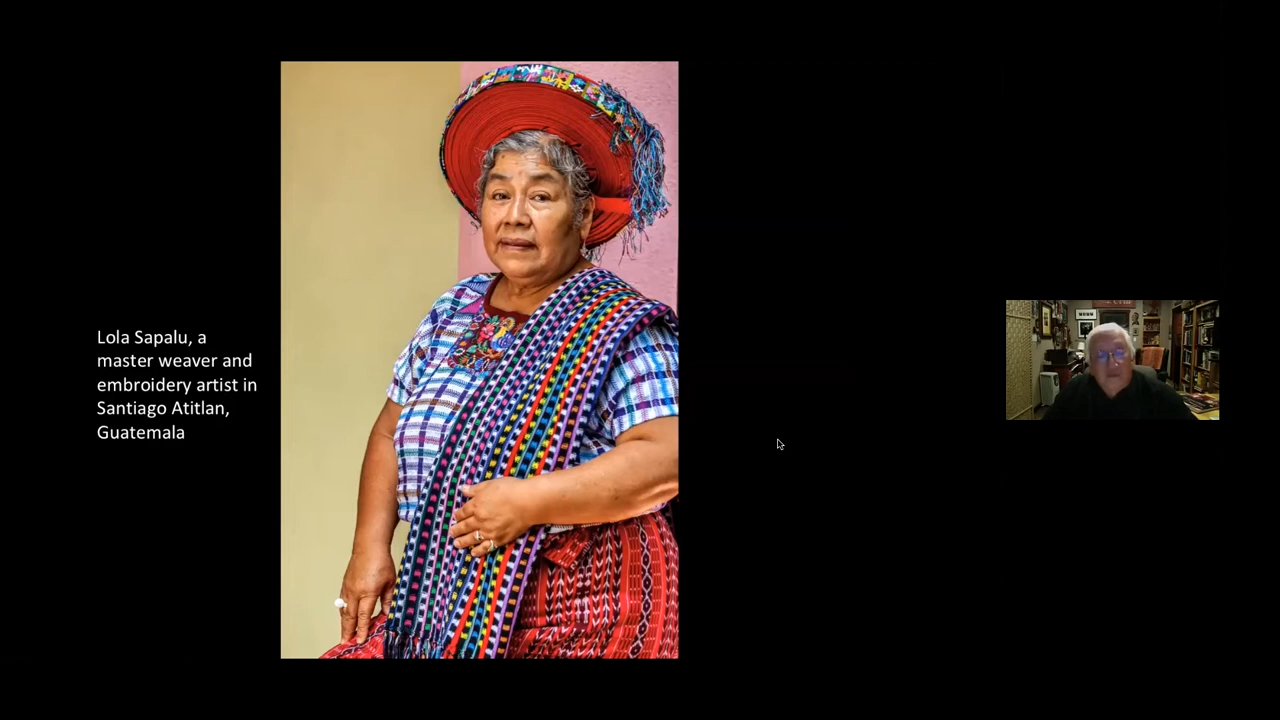 Lola Sapalu, a
master weaver and
embroidery artist in
Santiago Atitlan,
Guatemala